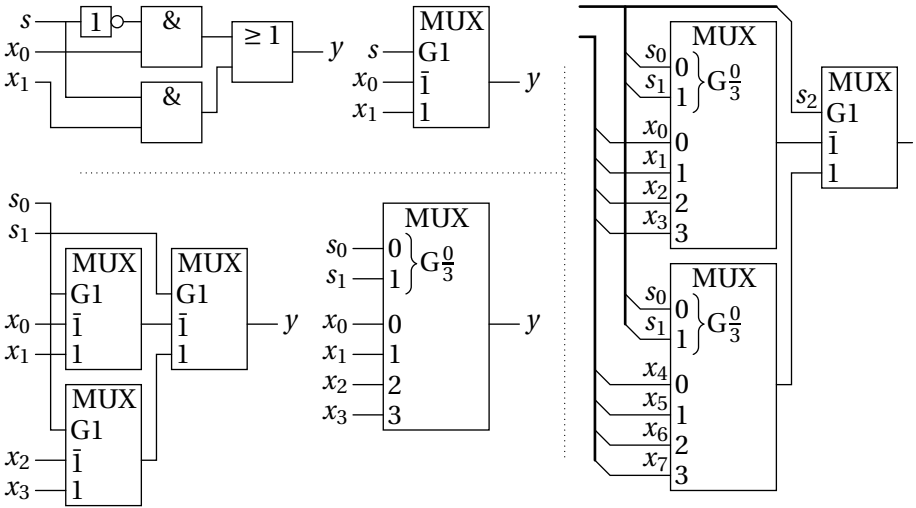 s 1 & ≥ 1 y
x₀
x₁ &
MUX
s G1
x₀ 1̄ y
x₁ 1
s₀
s₁
MUX MUX
G1 G1
x₀ 1̄ 1̄ y
x₁ 1 1
MUX
G1
x₂ 1̄
x₃ 1
MUX
s₀ 0 } G 0/3
s₁ 1
x₀ 0 y
x₁ 1
x₂ 2
x₃ 3
MUX
s₀ 0 } G 0/3
s₁ 1
x₀ 0
x₁ 1
x₂ 2
x₃ 3
MUX
s₂ G1
1̄
1
MUX
s₀ 0 } G 0/3
s₁ 1
x₄ 0
x₅ 1
x₆ 2
x₇ 3